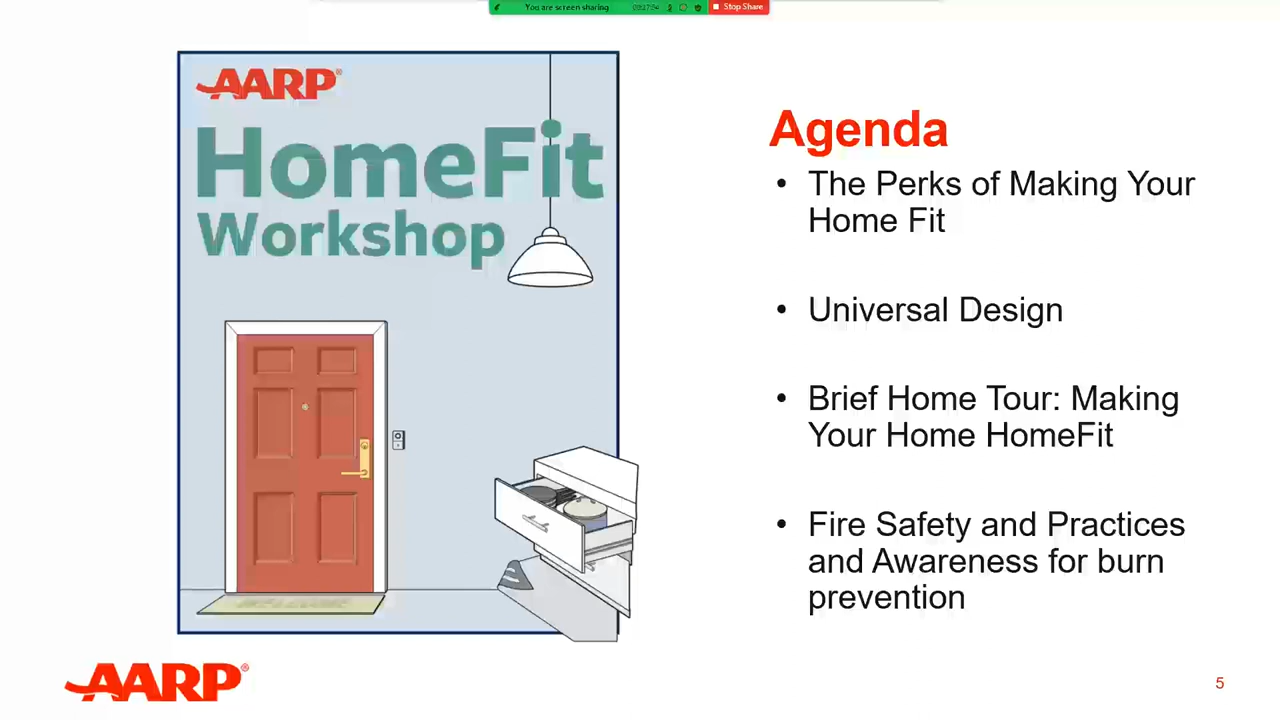 You are screen sharing
Stop Share
AARP®
HomeFit
Workshop
Agenda
• The Perks of Making Your
Home Fit
• Universal Design
• Brief Home Tour: Making
Your Home HomeFit
• Fire Safety and Practices
and Awareness for burn
prevention
AARP®
5